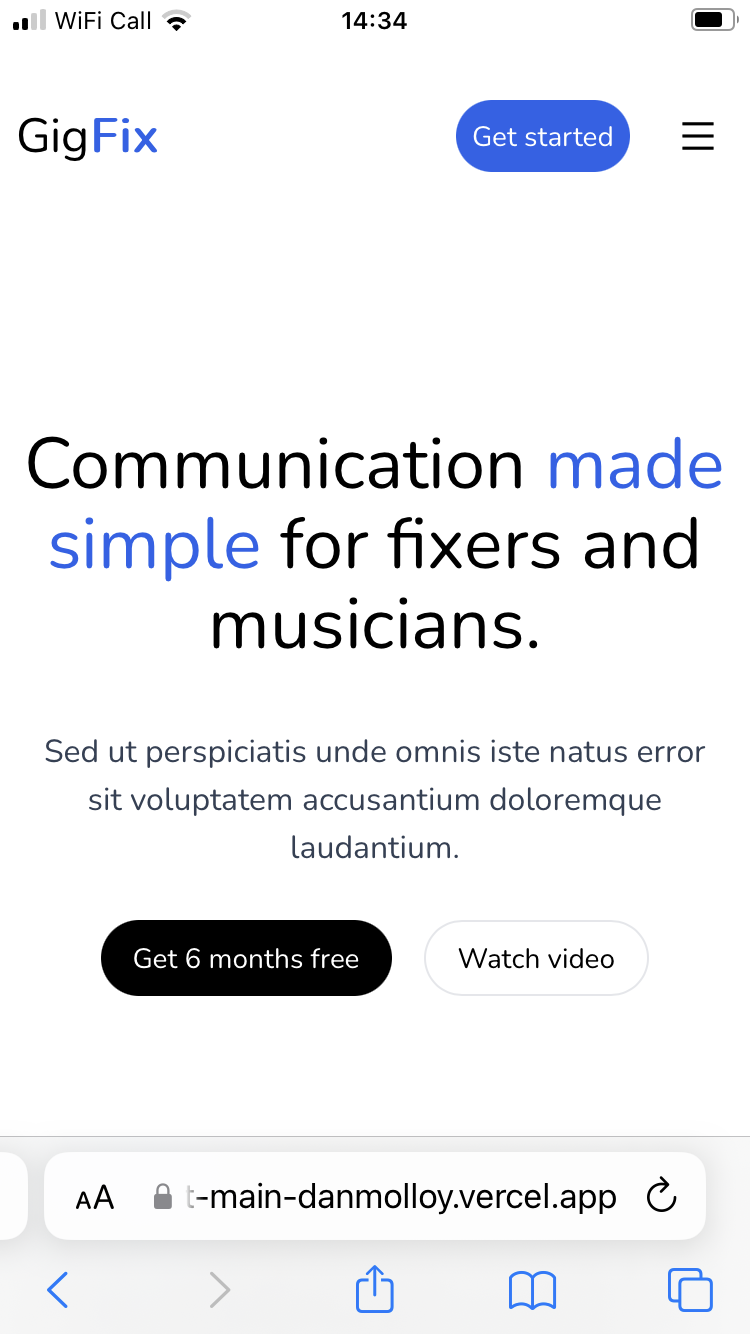 WiFi Call 14:34
GigFix Get started
Communication made
simple for fixers and
musicians.
Sed ut perspiciatis unde omnis iste natus error
sit voluptatem accusantium doloremque
laudantium.
Get 6 months free Watch video
AA t-main-danmolloy.vercel.app